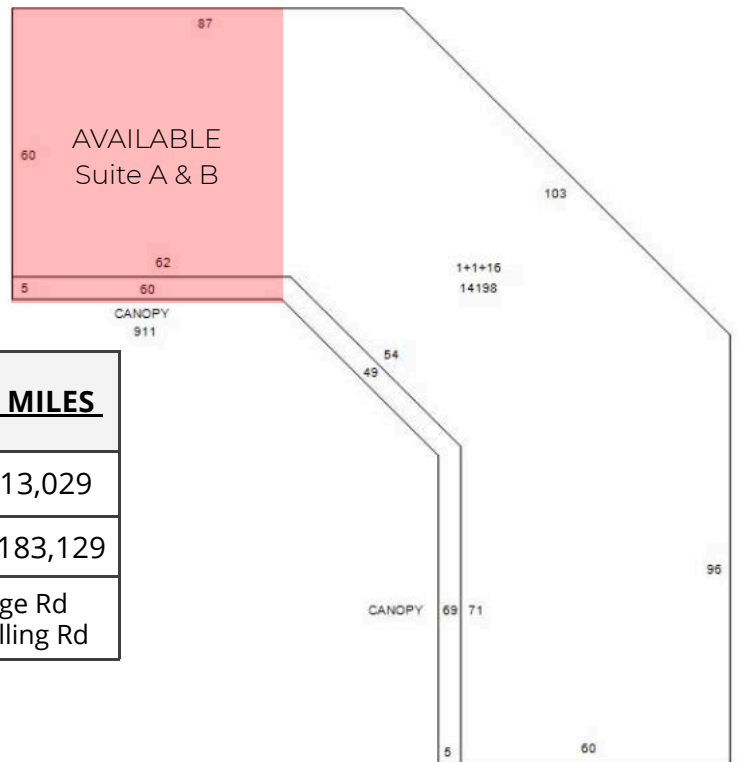 87
AVAILABLE
Suite A & B
60
103
62
1+1+16
14198
5
60
CANOPY
911
54
49
MILES
13,029
183,129
ge Rd
lling Rd
96
CANOPY
69
71
5
60